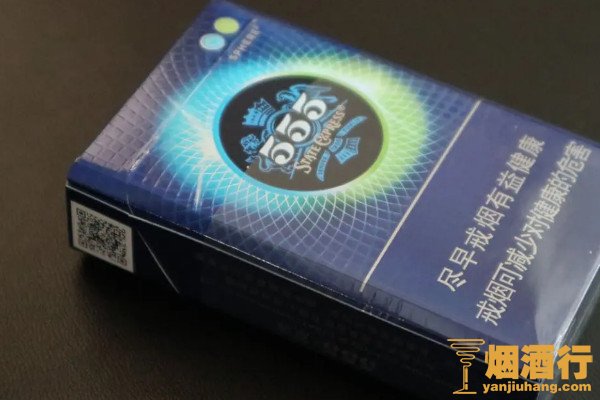 SPHERE²
555
STATE EXPRESS
尽早戒烟有益健康
戒烟可减少对健康的危害
烟酒行
yanjiuhang.com